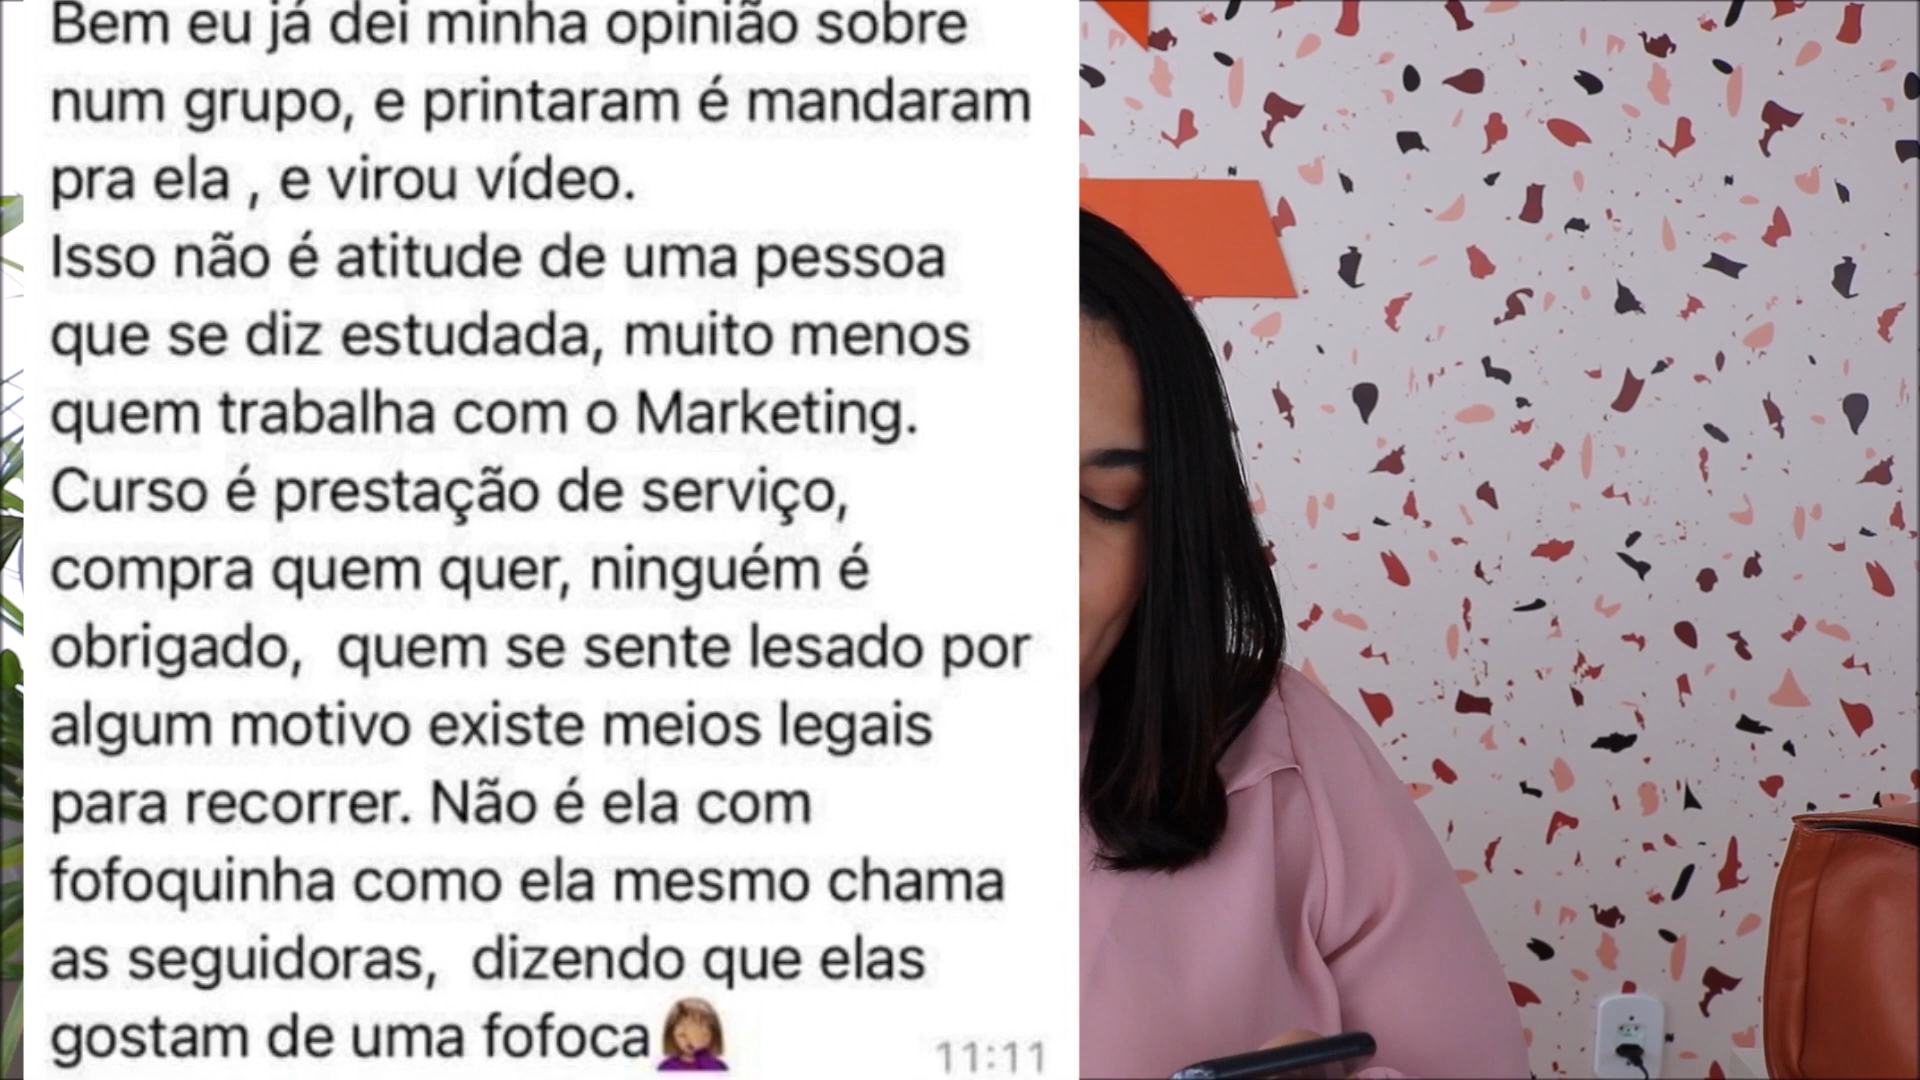 Bem eu já dei minha opinião sobre
num grupo, e printaram é mandaram
pra ela , e virou vídeo.
Isso não é atitude de uma pessoa
que se diz estudada, muito menos
quem trabalha com o Marketing.
Curso é prestação de serviço,
compra quem quer, ninguém é
obrigado,  quem se sente lesado por
algum motivo existe meios legais
para recorrer. Não é ela com
fofoquinha como ela mesmo chama
as seguidoras,  dizendo que elas
gostam de uma fofoca🤦🏽‍♀️
11:11